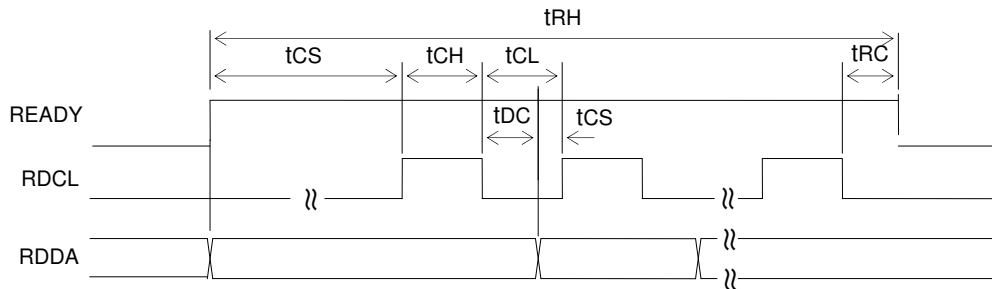 tRH
tCS tCH tCL tRC
READY tDC tCS
RDCL
RDDA